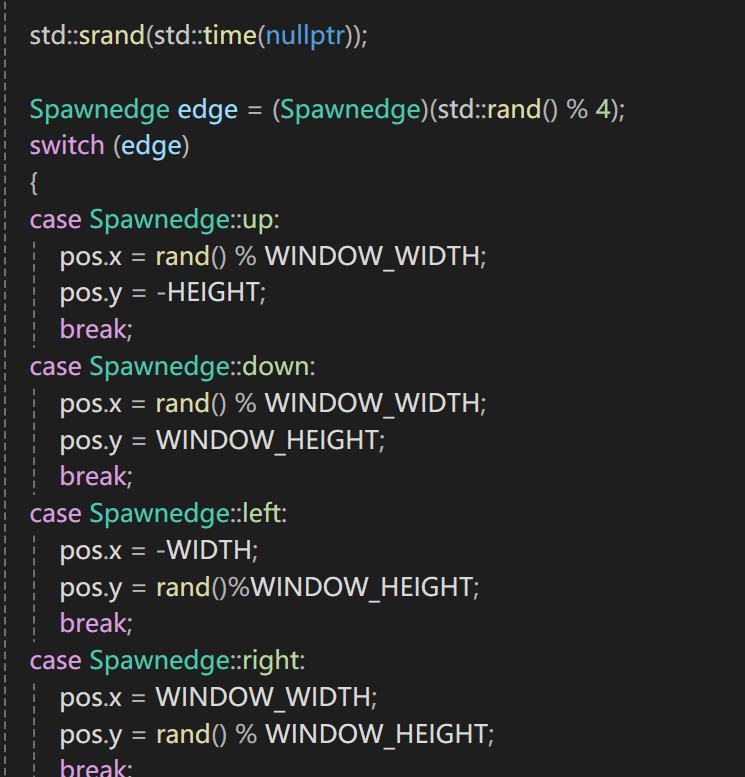 std::srand(std::time(nullptr));
Spawnedge edge = (Spawnedge)(std::rand() % 4);
switch (edge)
{
case Spawnedge::up:
pos.x = rand() % WINDOW_WIDTH;
pos.y = -HEIGHT;
break;
case Spawnedge::down:
pos.x = rand() % WINDOW_WIDTH;
pos.y = WINDOW_HEIGHT;
break;
case Spawnedge::left:
pos.x = -WIDTH;
pos.y = rand()%WINDOW_HEIGHT;
break;
case Spawnedge::right:
pos.x = WINDOW_WIDTH;
pos.y = rand() % WINDOW_HEIGHT;
break;